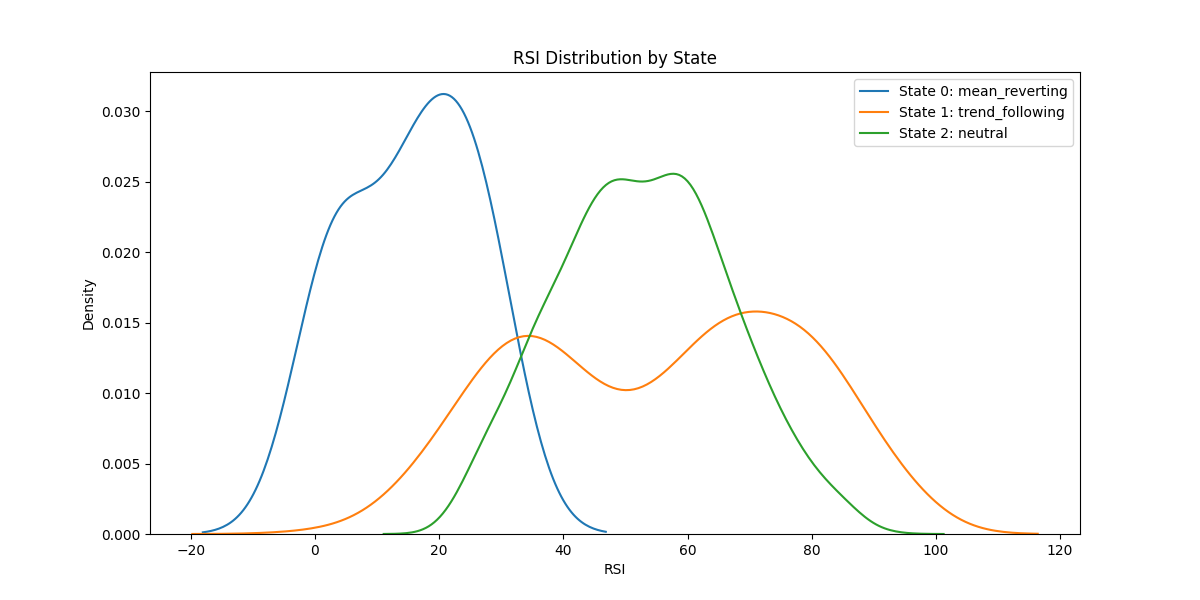 RSI Distribution by State
State 0: mean_reverting
State 1: trend_following
State 2: neutral
Density
0.030
0.025
0.020
0.015
0.010
0.005
0.000
−20
0
20
40
60
80
100
120
RSI